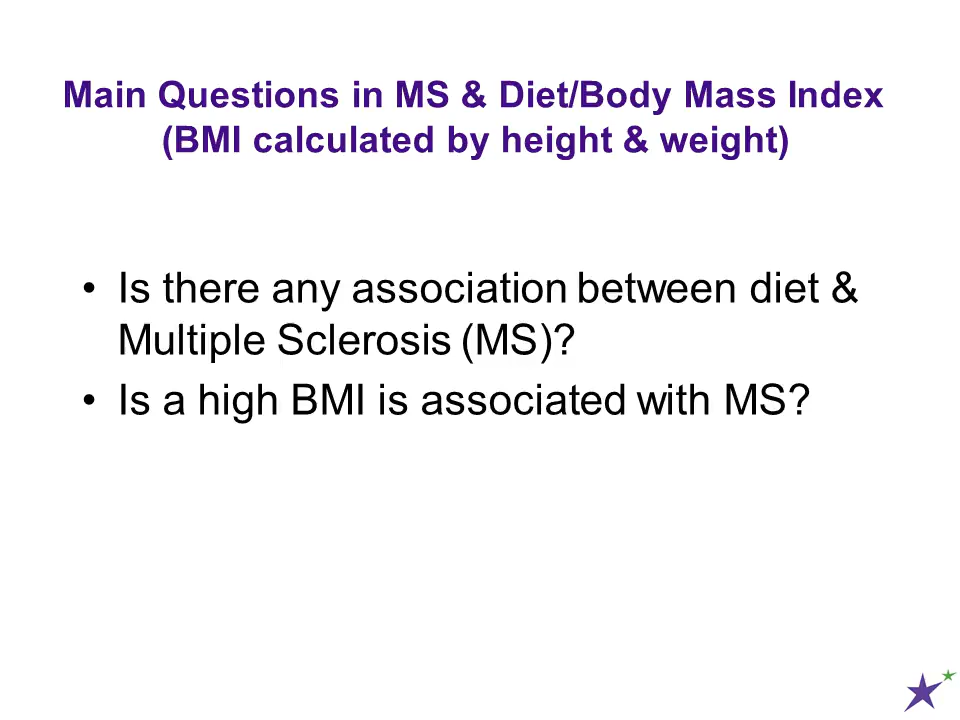 Main Questions in MS & Diet/Body Mass Index
(BMI calculated by height & weight)
• Is there any association between diet &
Multiple Sclerosis (MS)?
• Is a high BMI is associated with MS?